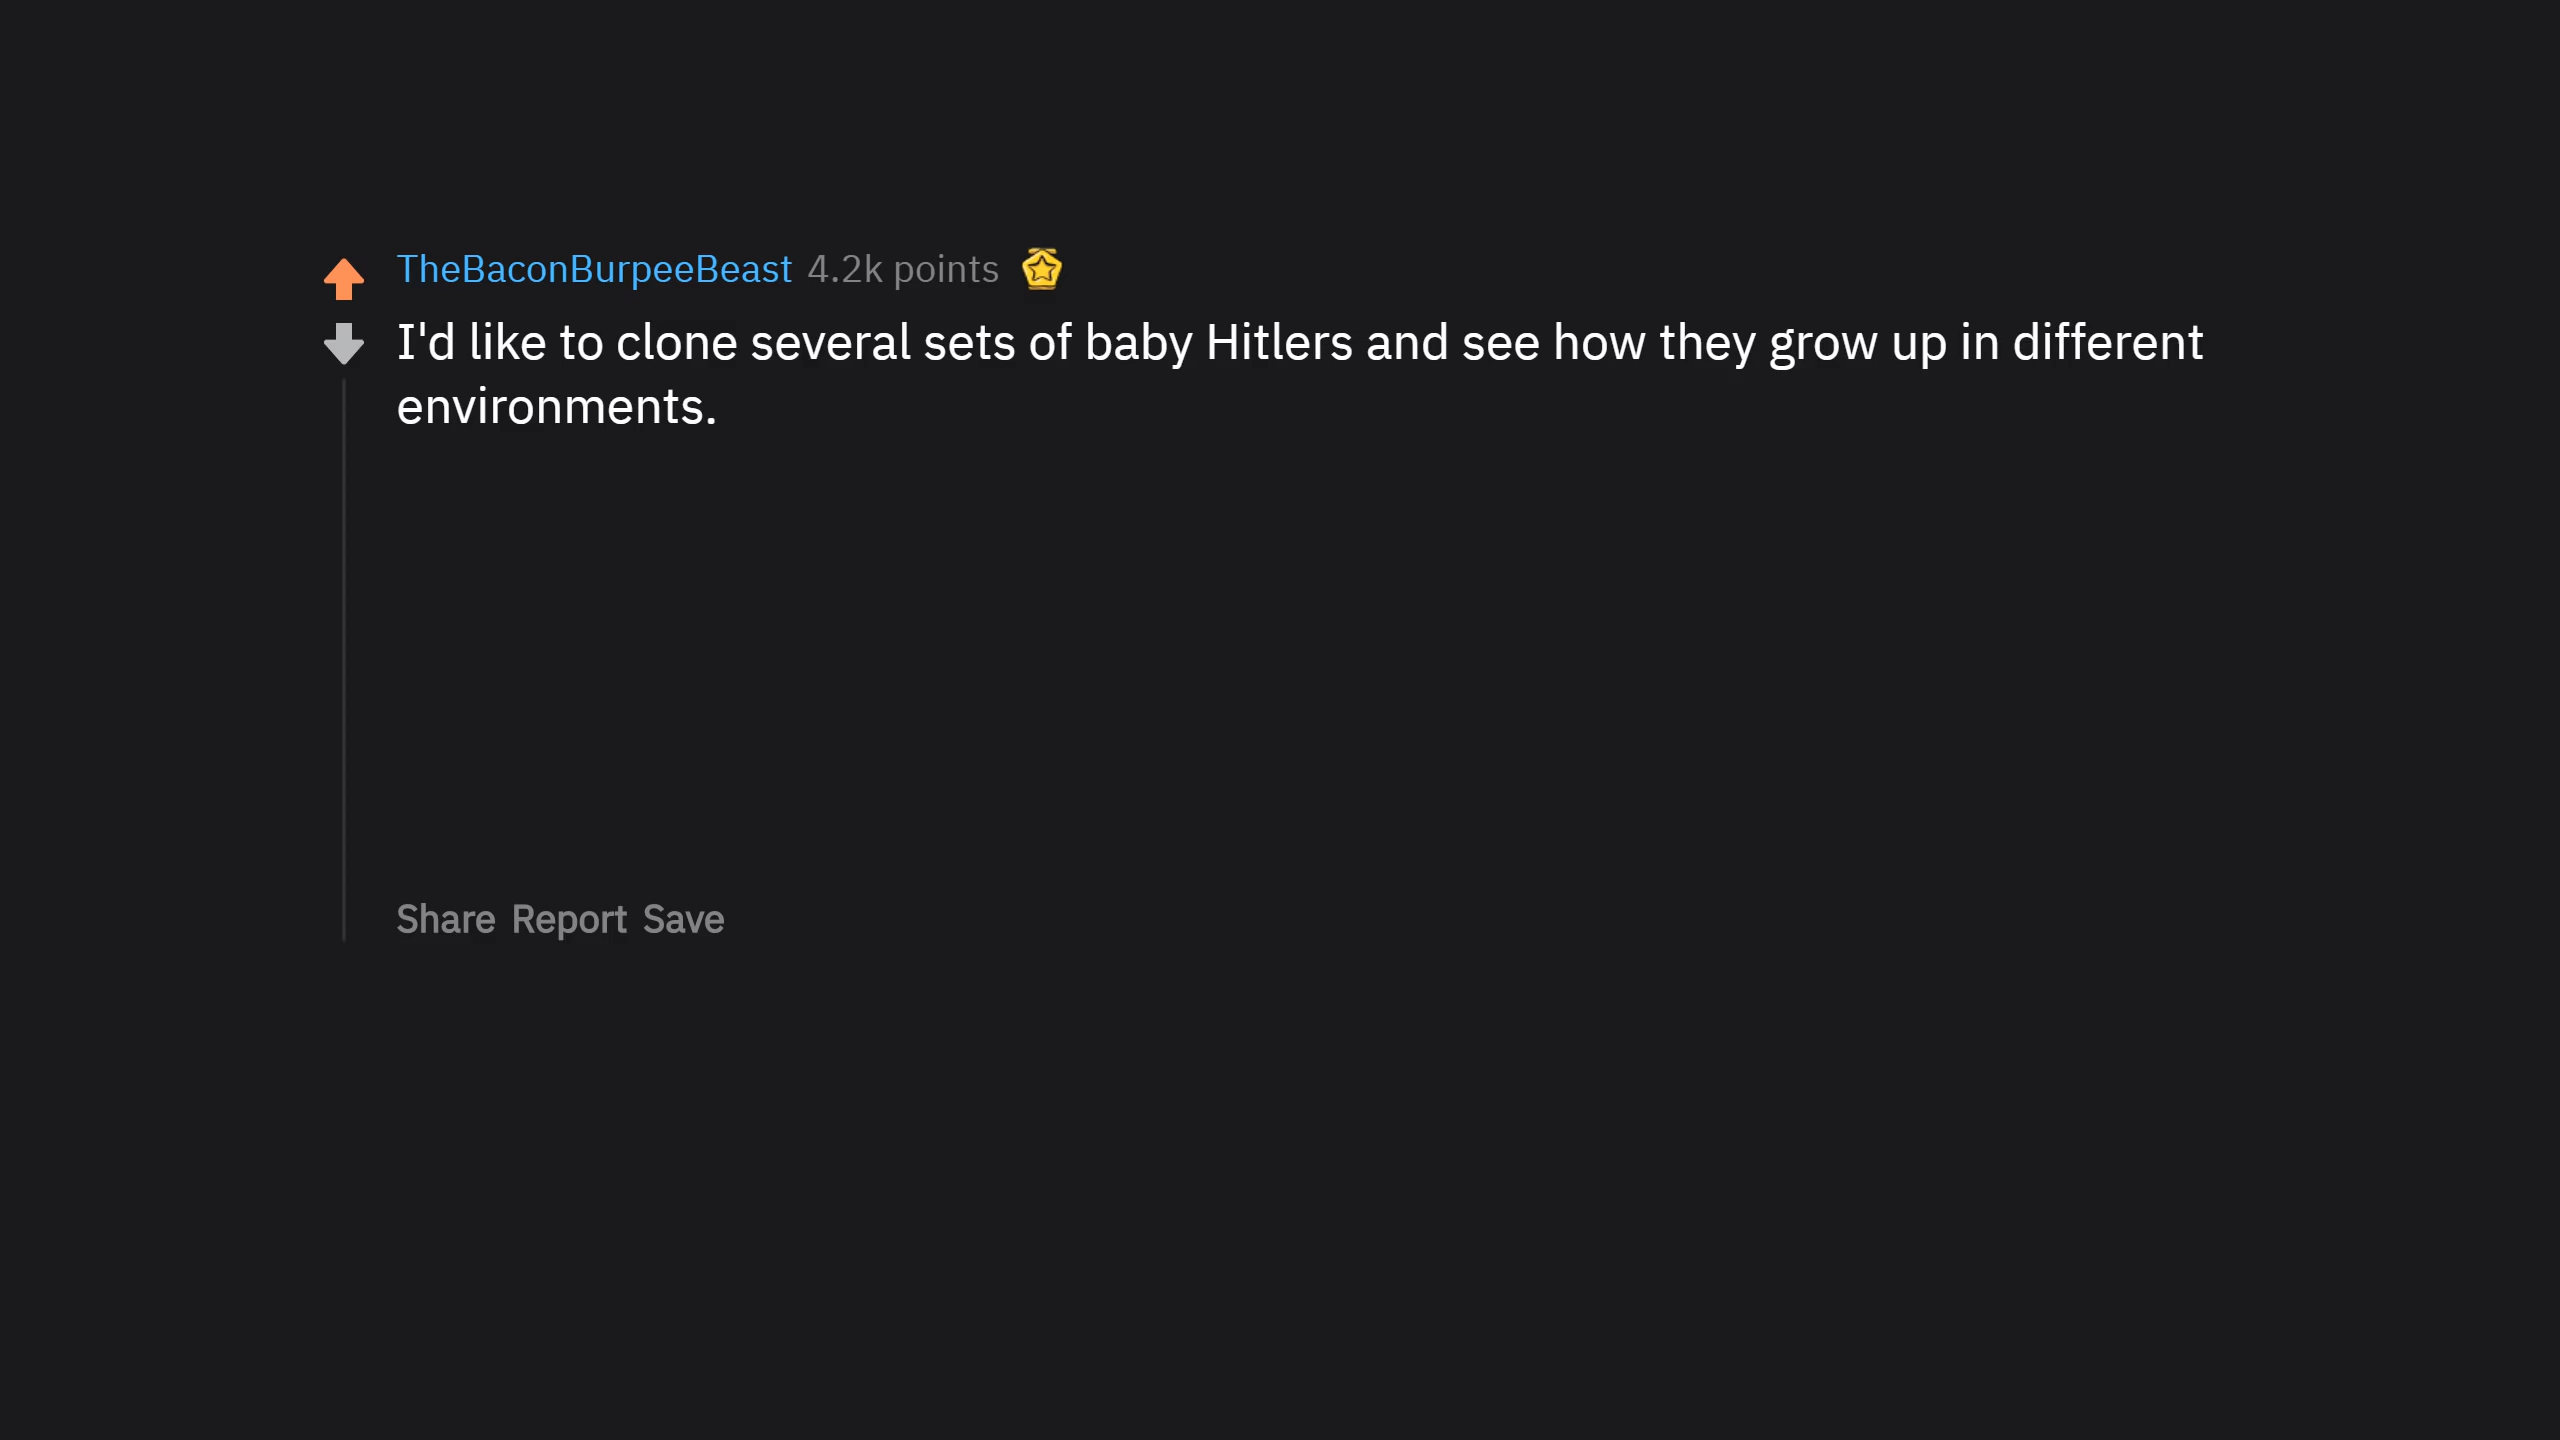 TheBaconBurpeeBeast 4.2k points
I'd like to clone several sets of baby Hitlers and see how they grow up in different
environments.
Share Report Save